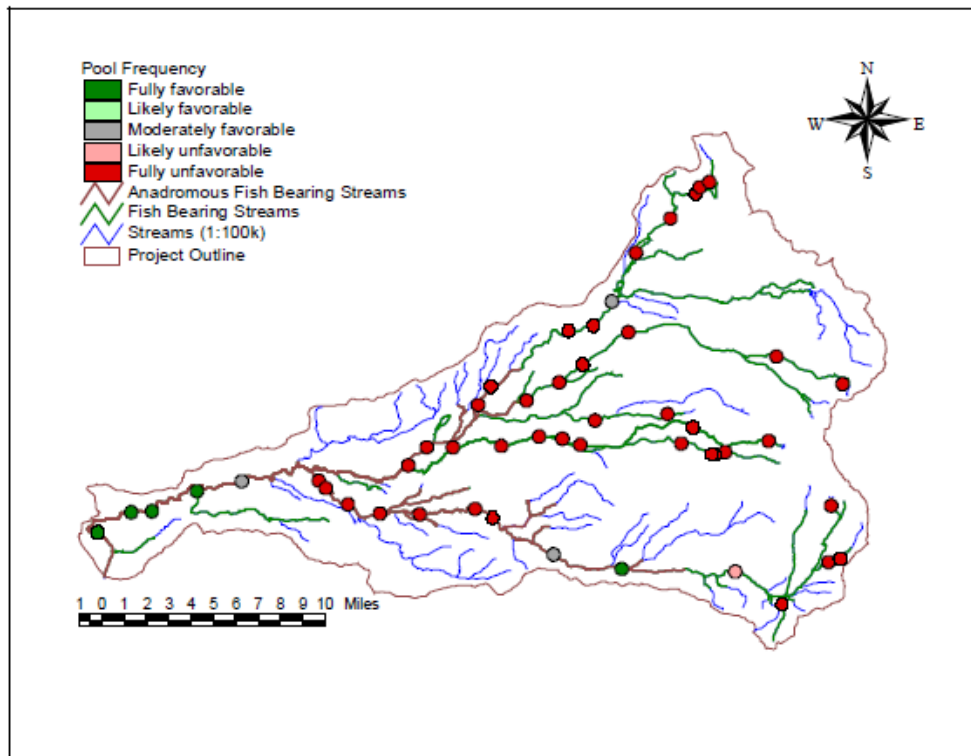 Pool Frequency
Fully favorable
Likely favorable
Moderately favorable
Likely unfavorable
Fully unfavorable
Anadromous Fish Bearing Streams
Fish Bearing Streams
Streams (1:100k)
Project Outline
N
W E
S
1 0 1 2 3 4 5 6 7 8 9 10 Miles